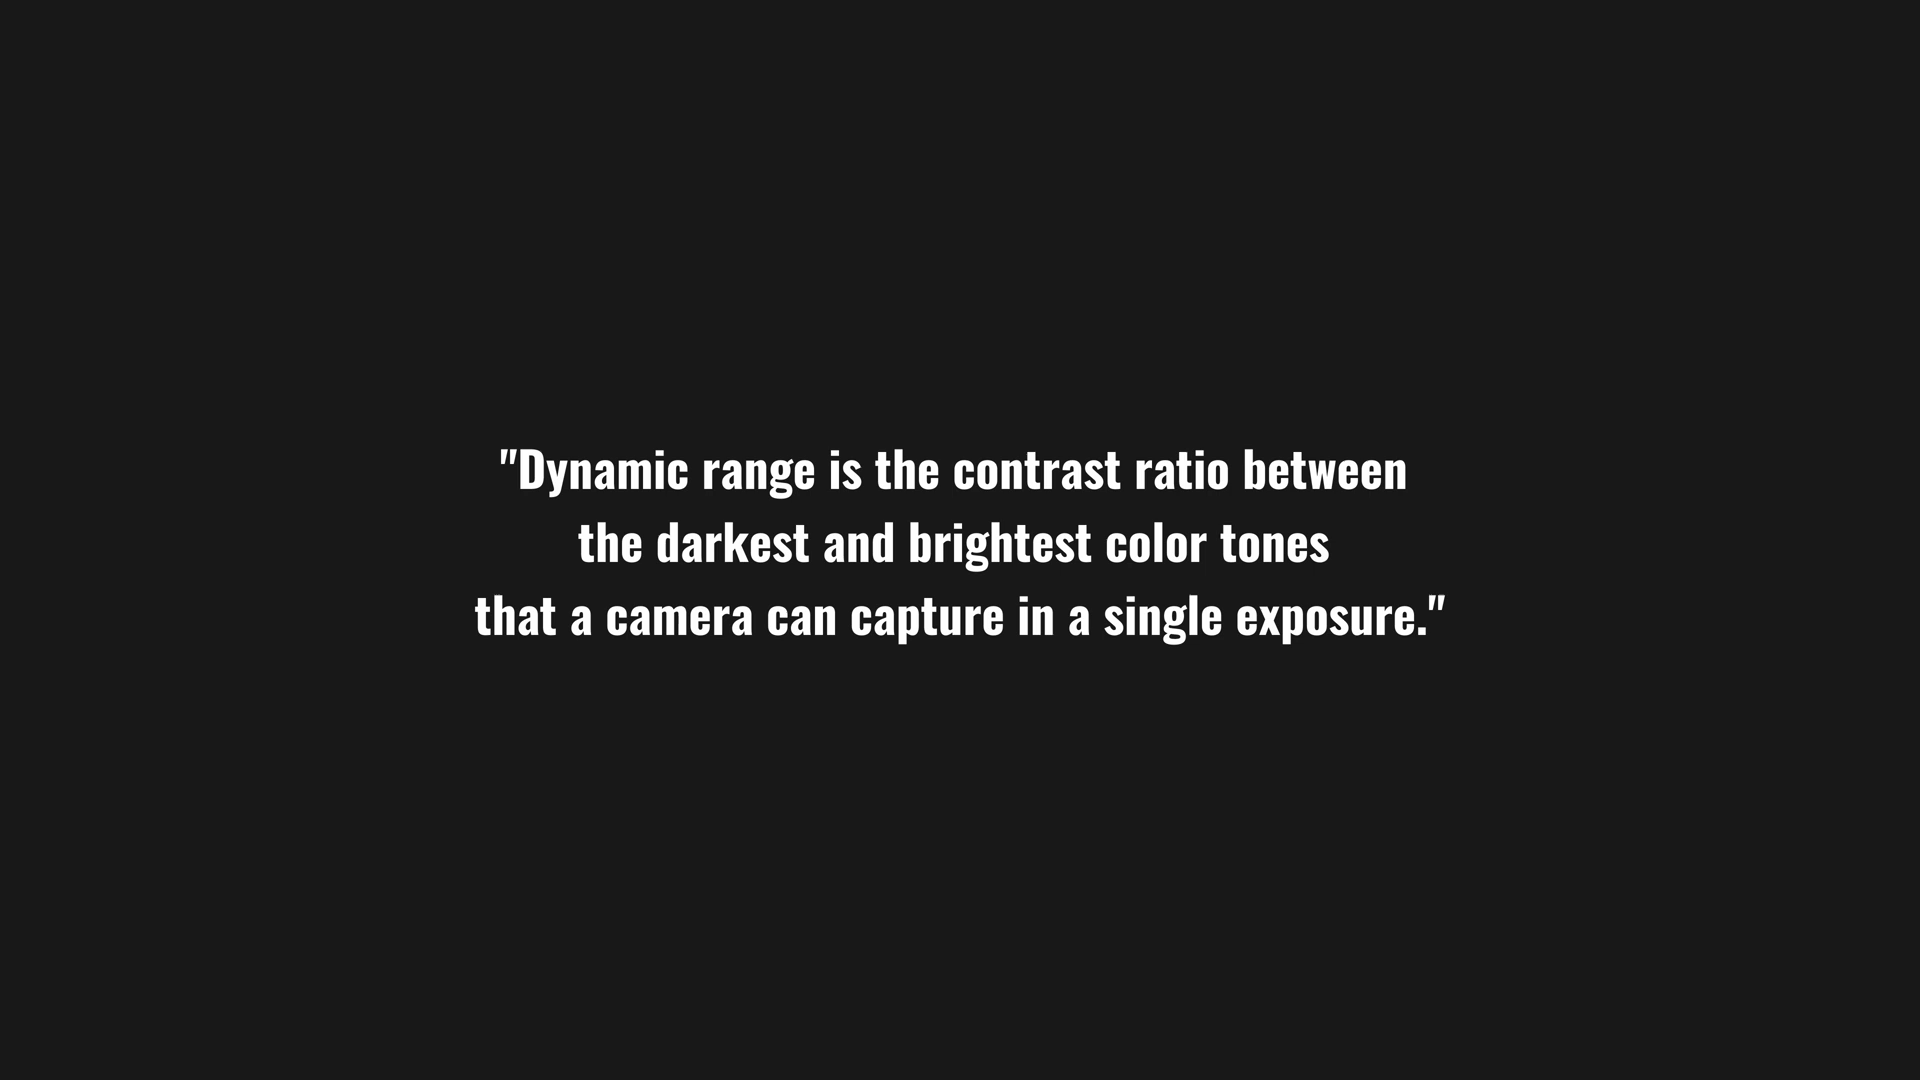 "Dynamic range is the contrast ratio between
the darkest and brightest color tones
that a camera can capture in a single exposure."